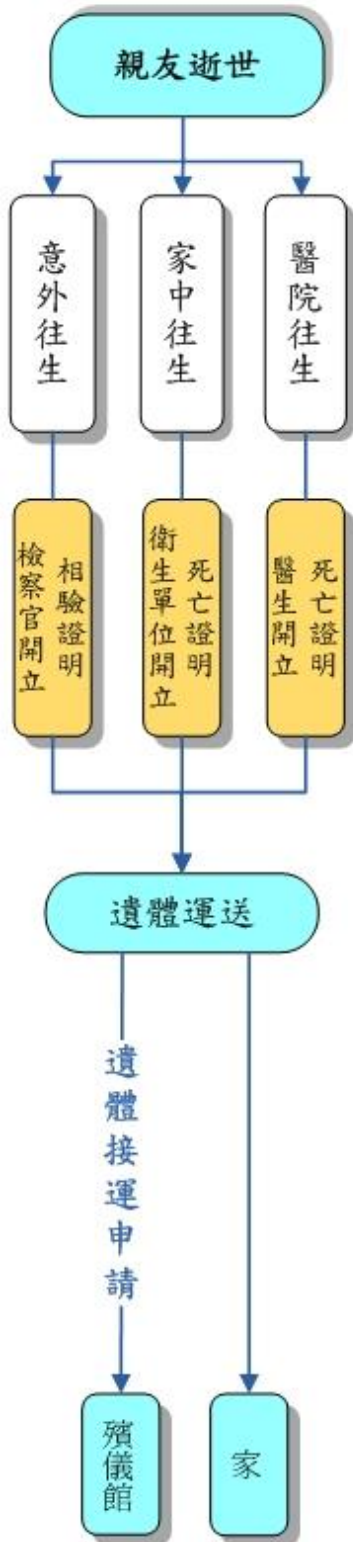 親友逝世
意外往生
家中往生
醫院往生
相驗證明
檢察官開立
死亡證明
衛生單位開立
死亡證明
醫生開立
遺體運送
遺體接運申請
殯儀館
家